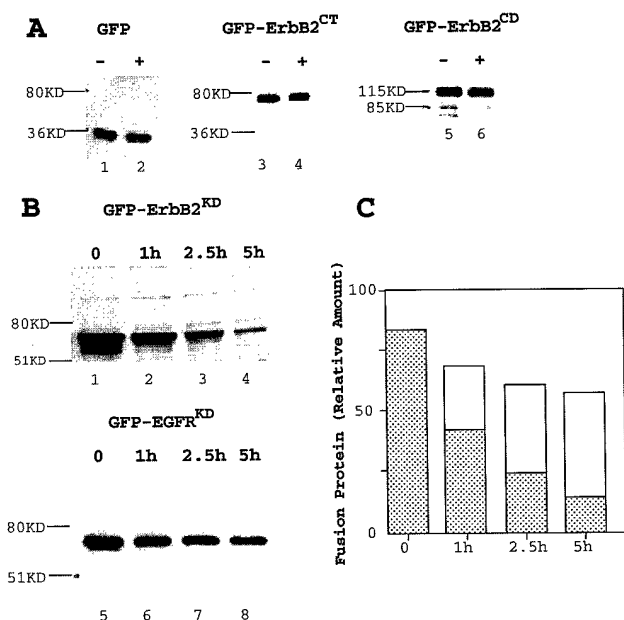 A
GFP
GFP-ErbB2CT
GFP-ErbB2CD
- +
- +
- +
80KD
36KD
80KD
36KD
115KD
85KD
1 2
3 4
5 6
B
GFP-ErbB2KD
0 1h 2.5h 5h
80KD
51KD
1 2 3 4
GFP-EGFRKD
0 1h 2.5h 5h
80KD
51KD
5 6 7 8
C
Fusion Protein (Relative Amount)
100
50
0
0 1h 2.5h 5h